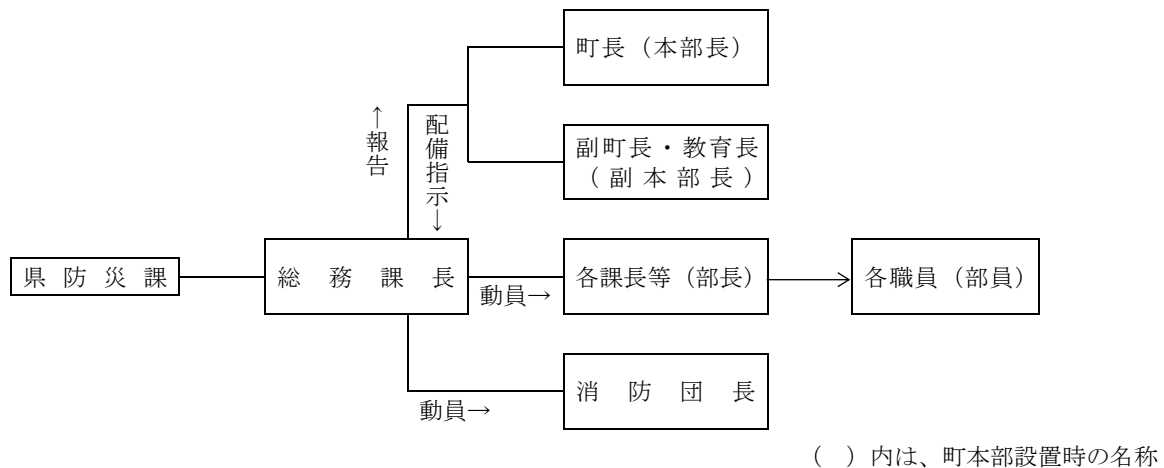 町長（本部長）
副町長・教育長
（副本部長）
↑報告
配備指示↓
県防災課
総務課長
動員→
各課長等（部長）
各職員（部員）
消防団長
動員→
（　）内は、町本部設置時の名称